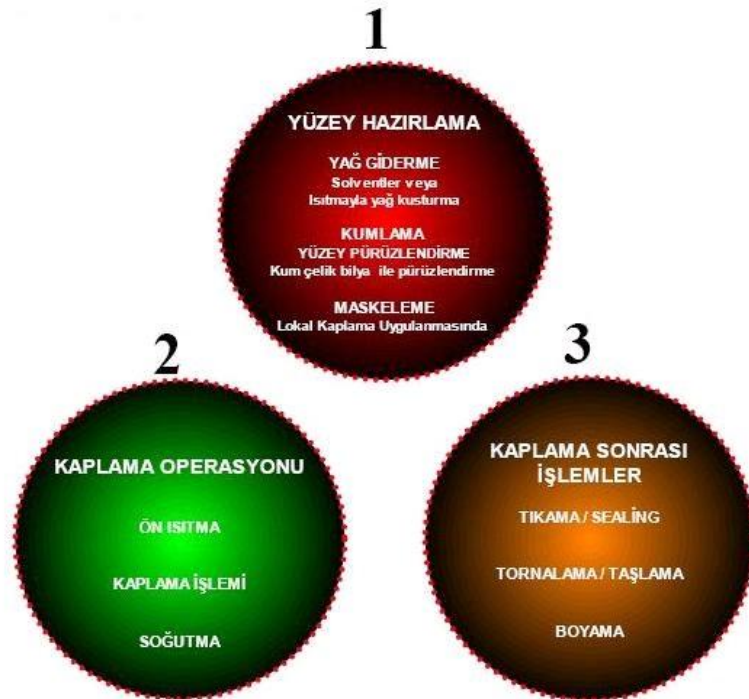 1
YÜZEY HAZIRLAMA
YAĞ GİDERME
Solventler veya
Isıtmayla yağ kusturma
KUMLAMA
YÜZEY PÜRÜZLENDİRME
Kum çelik bilya ile pürüzlendirme
MASKELEME
Lokal Kaplama Uygulanmasında
2
KAPLAMA OPERASYONU
ÖN ISITMA
KAPLAMA İŞLEMİ
SOĞUTMA
3
KAPLAMA SONRASI
İŞLEMLER
TIKAMA / SEALİNG
TORNALAMA / TAŞLAMA
BOYAMA